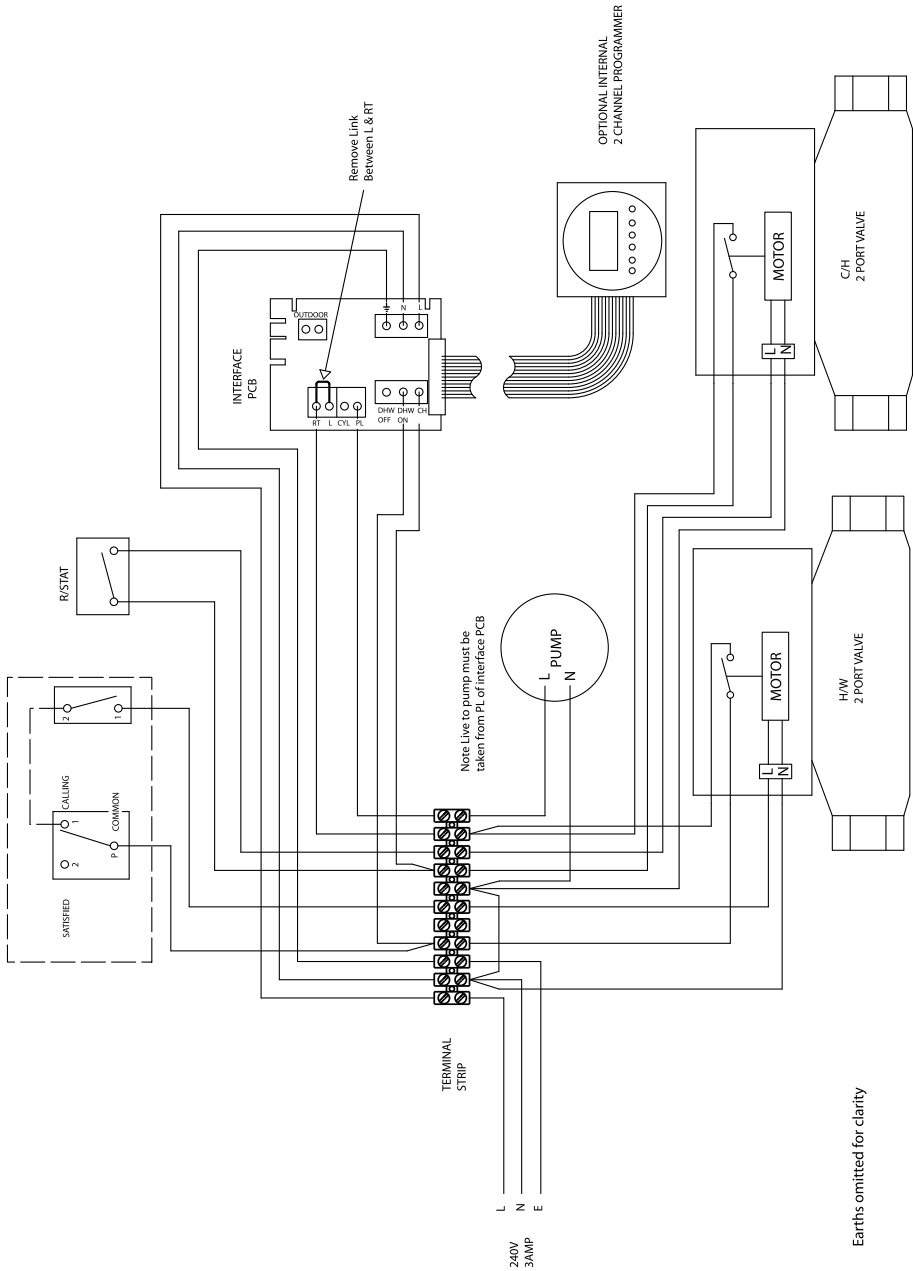 OPTIONAL INTERNAL
2 CHANNEL PROGRAMMER
Remove Link
Between L & RT
INTERFACE
PCB
OUTDOOR
N
L
RT
L
CYL
PL
DHW
OFF
DHW
ON
CH
R/STAT
2
1
CALLING
1
COMMON
P
2
SATISFIED
Note Live to pump must be
taken from PL of interface PCB
L
PUMP
N
MOTOR
L
N
C/H
2 PORT VALVE
MOTOR
L
N
H/W
2 PORT VALVE
TERMINAL
STRIP
L
N
E
240V
3AMP
Earths omitted for clarity